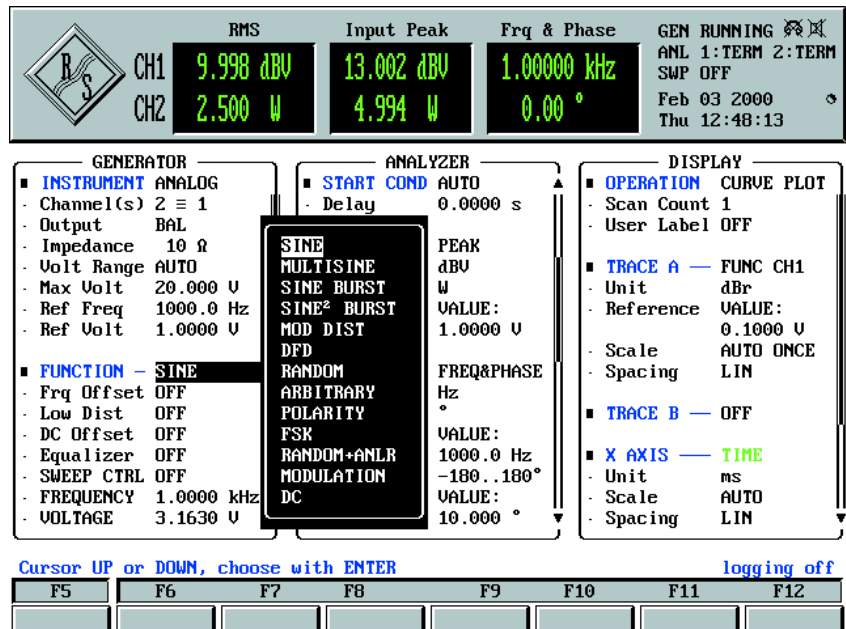 RMS Input Peak Frq & Phase GEN RUNNING
R&S CH1 9.998 dBV 13.002 dBV 1.00000 kHz ANL 1:TERM 2:TERM
SWP OFF
CH2 2.500 W 4.994 W 0.00 ° Feb 03 2000
Thu 12:48:13
GENERATOR ANALYZER DISPLAY
INSTRUMENT ANALOG START COND AUTO OPERATION CURVE PLOT
Channel(s) 2 ≡ 1 Delay 0.0000 s Scan Count 1
Output BAL User Label OFF
Impedance 10 Ω SINE PEAK
Volt Range AUTO MULTISINE dBV TRACE A — FUNC CH1
Max Volt 20.000 V SINE BURST W Unit dBr
Ref Freq 1000.0 Hz SINE² BURST VALUE: Reference VALUE:
Ref Volt 1.0000 V MOD DIST 1.0000 V 0.1000 V
DFD Scale AUTO ONCE
FUNCTION — SINE RANDOM FREQ&PHASE Spacing LIN
Frq Offset OFF ARBITRARY Hz
Low Dist OFF POLARITY ° TRACE B — OFF
DC Offset OFF FSK VALUE:
Equalizer OFF RANDOM+ANLR 1000.0 Hz X AXIS — TIME
SWEEP CTRL OFF MODULATION -180..180° Unit ms
FREQUENCY 1.0000 kHz DC VALUE: Scale AUTO
VOLTAGE 3.1630 V 10.000 ° Spacing LIN
Cursor UP or DOWN, choose with ENTER logging off
F5 F6 F7 F8 F9 F10 F11 F12